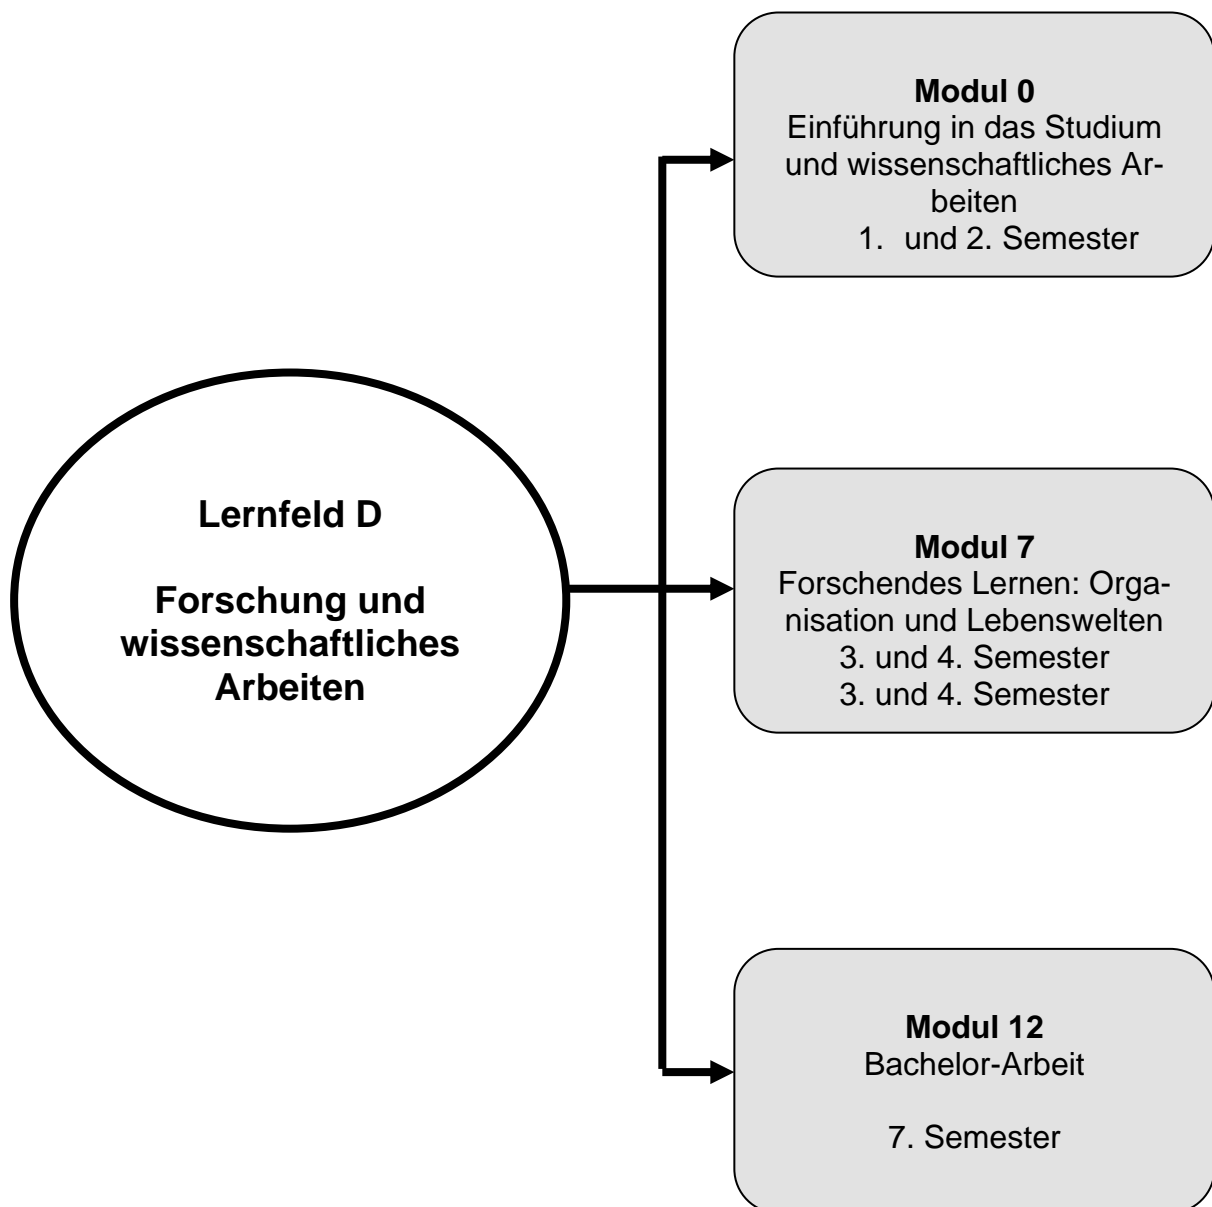 Modul 0
Einführung in das Studium
und wissenschaftliches Ar-
beiten
1. und 2. Semester
Lernfeld D
Forschung und
wissenschaftliches
Arbeiten
Modul 7
Forschendes Lernen: Orga-
nisation und Lebenswelten
3. und 4. Semester
3. und 4. Semester
Modul 12
Bachelor-Arbeit
7. Semester